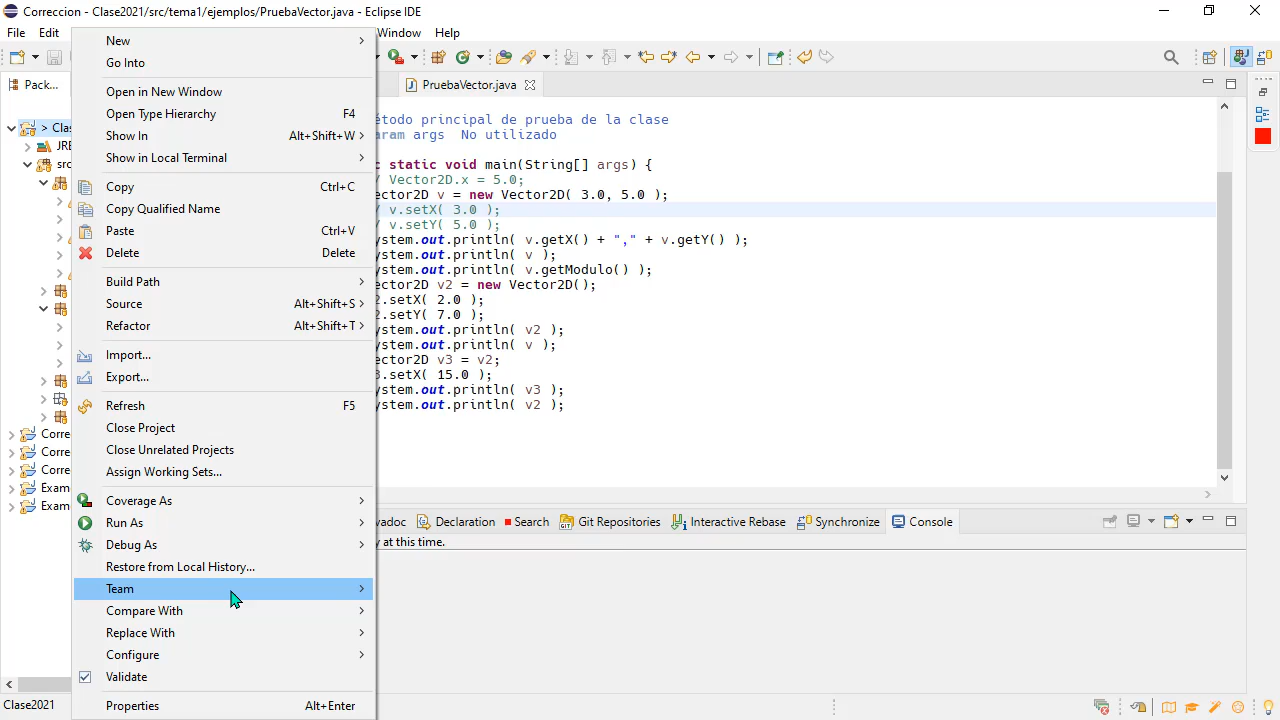 Correccion - Clase2021/src/tema1/ejemplos/PruebaVector.java - Eclipse IDE
File Edit Window Help
Pack...
PruebaVector.java
> Clas
JRE
src
Corre
Corre
Corre
Exam
Exam
New
Go Into
Open in New Window
Open Type Hierarchy F4
Show In Alt+Shift+W
Show in Local Terminal
Copy Ctrl+C
Copy Qualified Name
Paste Ctrl+V
Delete Delete
Build Path
Source Alt+Shift+S
Refactor Alt+Shift+T
Import...
Export...
Refresh F5
Close Project
Close Unrelated Projects
Assign Working Sets...
Coverage As
Run As
Debug As
Restore from Local History...
Team
Compare With
Replace With
Configure
Validate
Properties Alt+Enter
étodo principal de prueba de la clase
aram args  No utilizado
c static void main(String[] args) {
/ Vector2D.x = 5.0;
ector2D v = new Vector2D( 3.0, 5.0 );
/ v.setX( 3.0 );
/ v.setY( 5.0 );
ystem.out.println( v.getX() + "," + v.getY() );
ystem.out.println( v );
ystem.out.println( v.getModulo() );
ector2D v2 = new Vector2D();
2.setX( 2.0 );
2.setY( 7.0 );
ystem.out.println( v2 );
ystem.out.println( v );
ector2D v3 = v2;
3.setX( 15.0 );
ystem.out.println( v3 );
ystem.out.println( v2 );
vadoc Declaration Search Git Repositories Interactive Rebase Synchronize Console
y at this time.
Clase2021